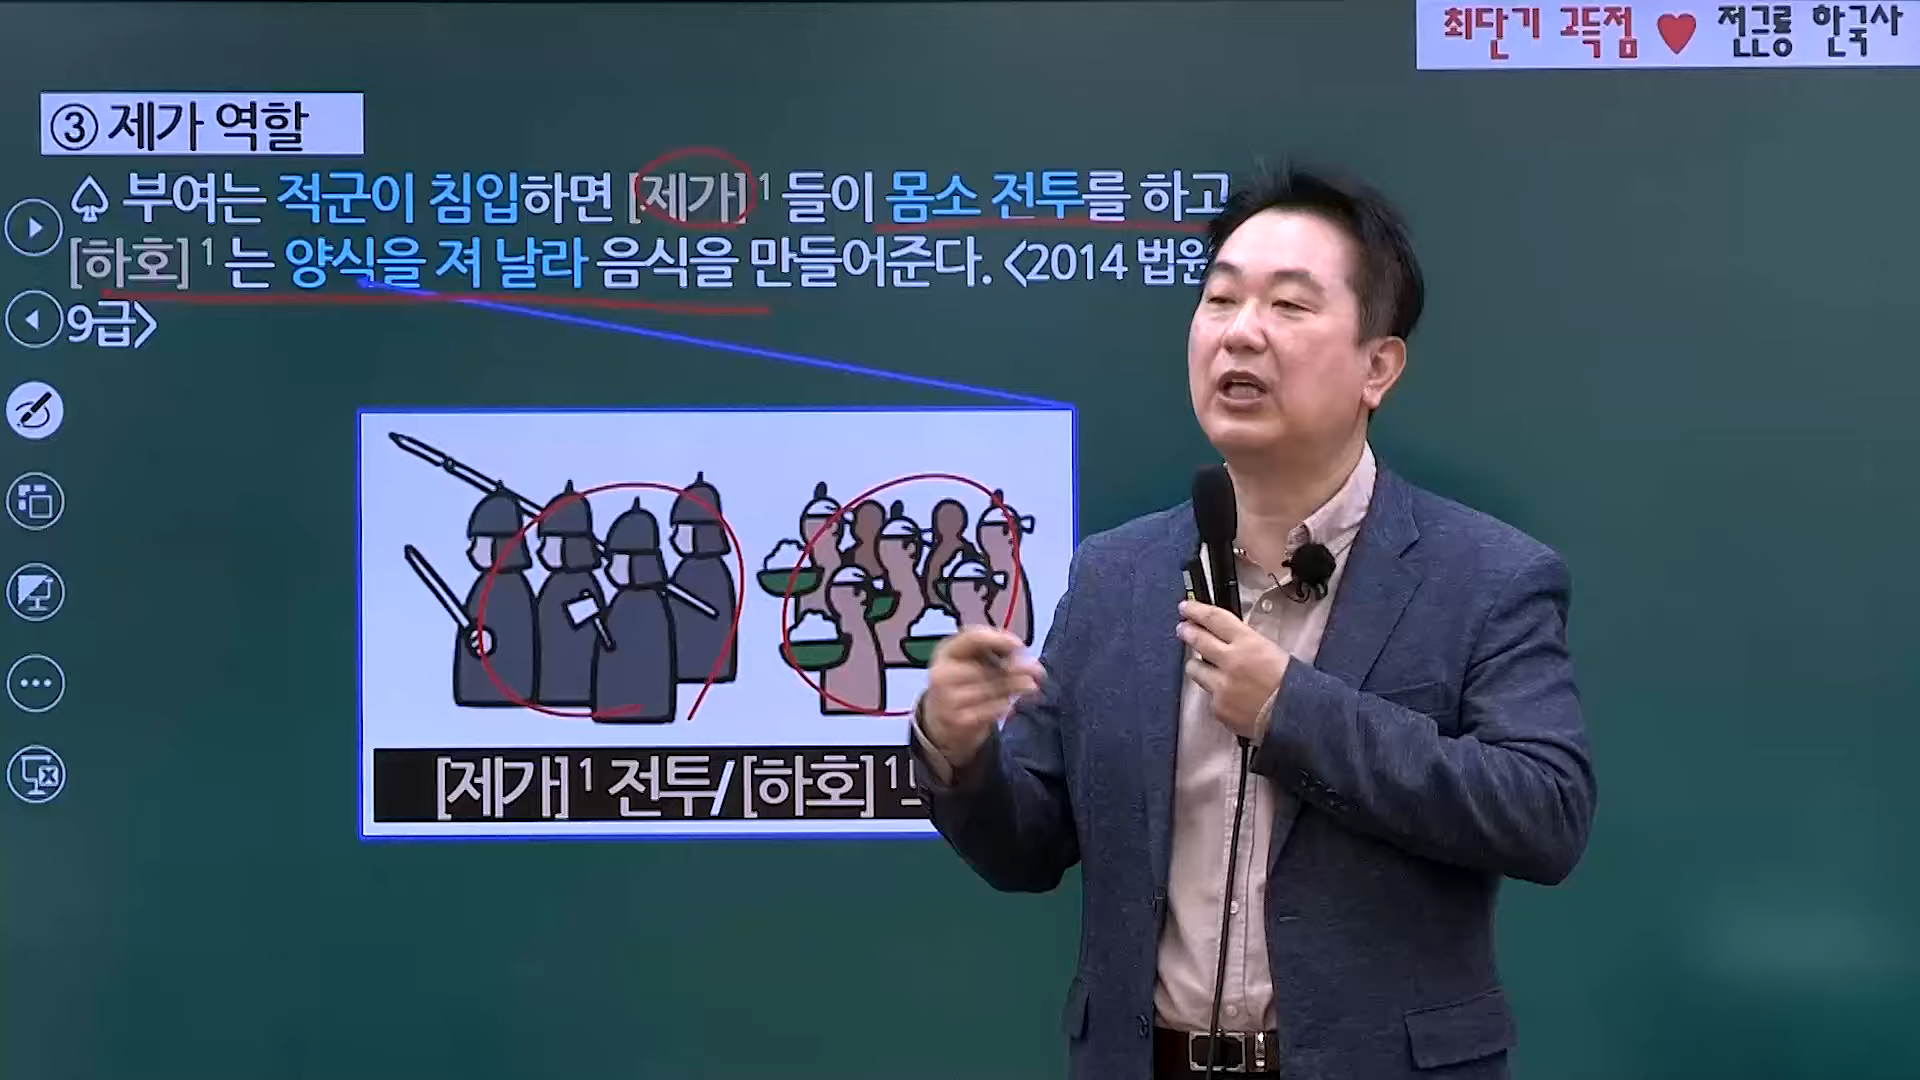 최단기 고득점 ♥ 전근룡 한국사
③ 제가 역할
♤ 부여는 적군이 침입하면 [제가]¹ 들이 몸소 전투를 하고
[하호]¹ 는 양식을 져 날라 음식을 만들어준다. <2014 법원
9급>
[제가]¹ 전투/[하호]¹